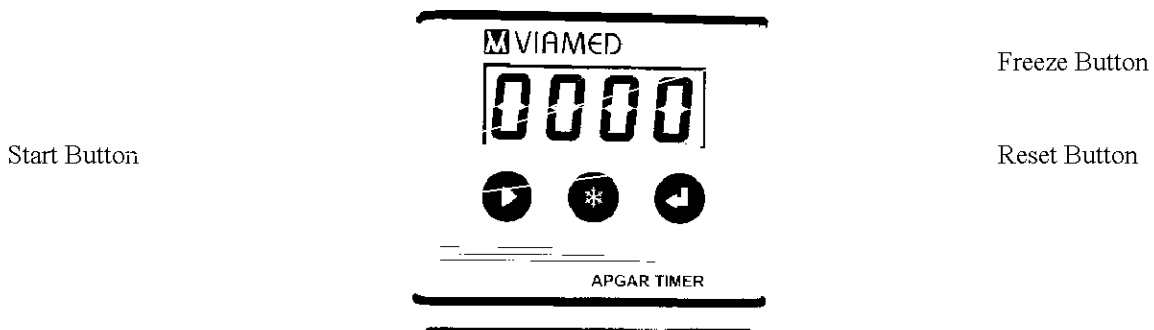 M VIAMED
Freeze Button
0000
Start Button
Reset Button
APGAR TIMER